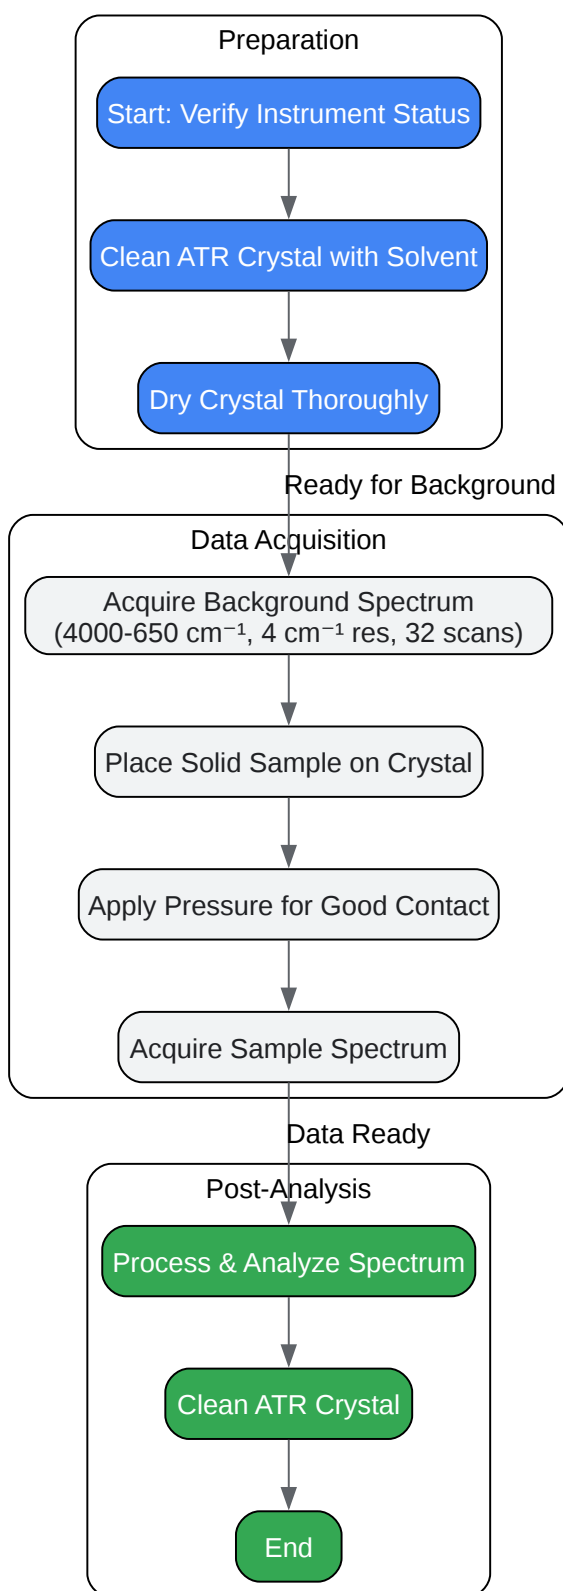 Preparation
Start: Verify Instrument Status
Clean ATR Crystal with Solvent
Dry Crystal Thoroughly
Ready for Background
Data Acquisition
Acquire Background Spectrum
(4000-650 cm⁻¹, 4 cm⁻¹ res, 32 scans)
Place Solid Sample on Crystal
Apply Pressure for Good Contact
Acquire Sample Spectrum
Data Ready
Post-Analysis
Process & Analyze Spectrum
Clean ATR Crystal
End